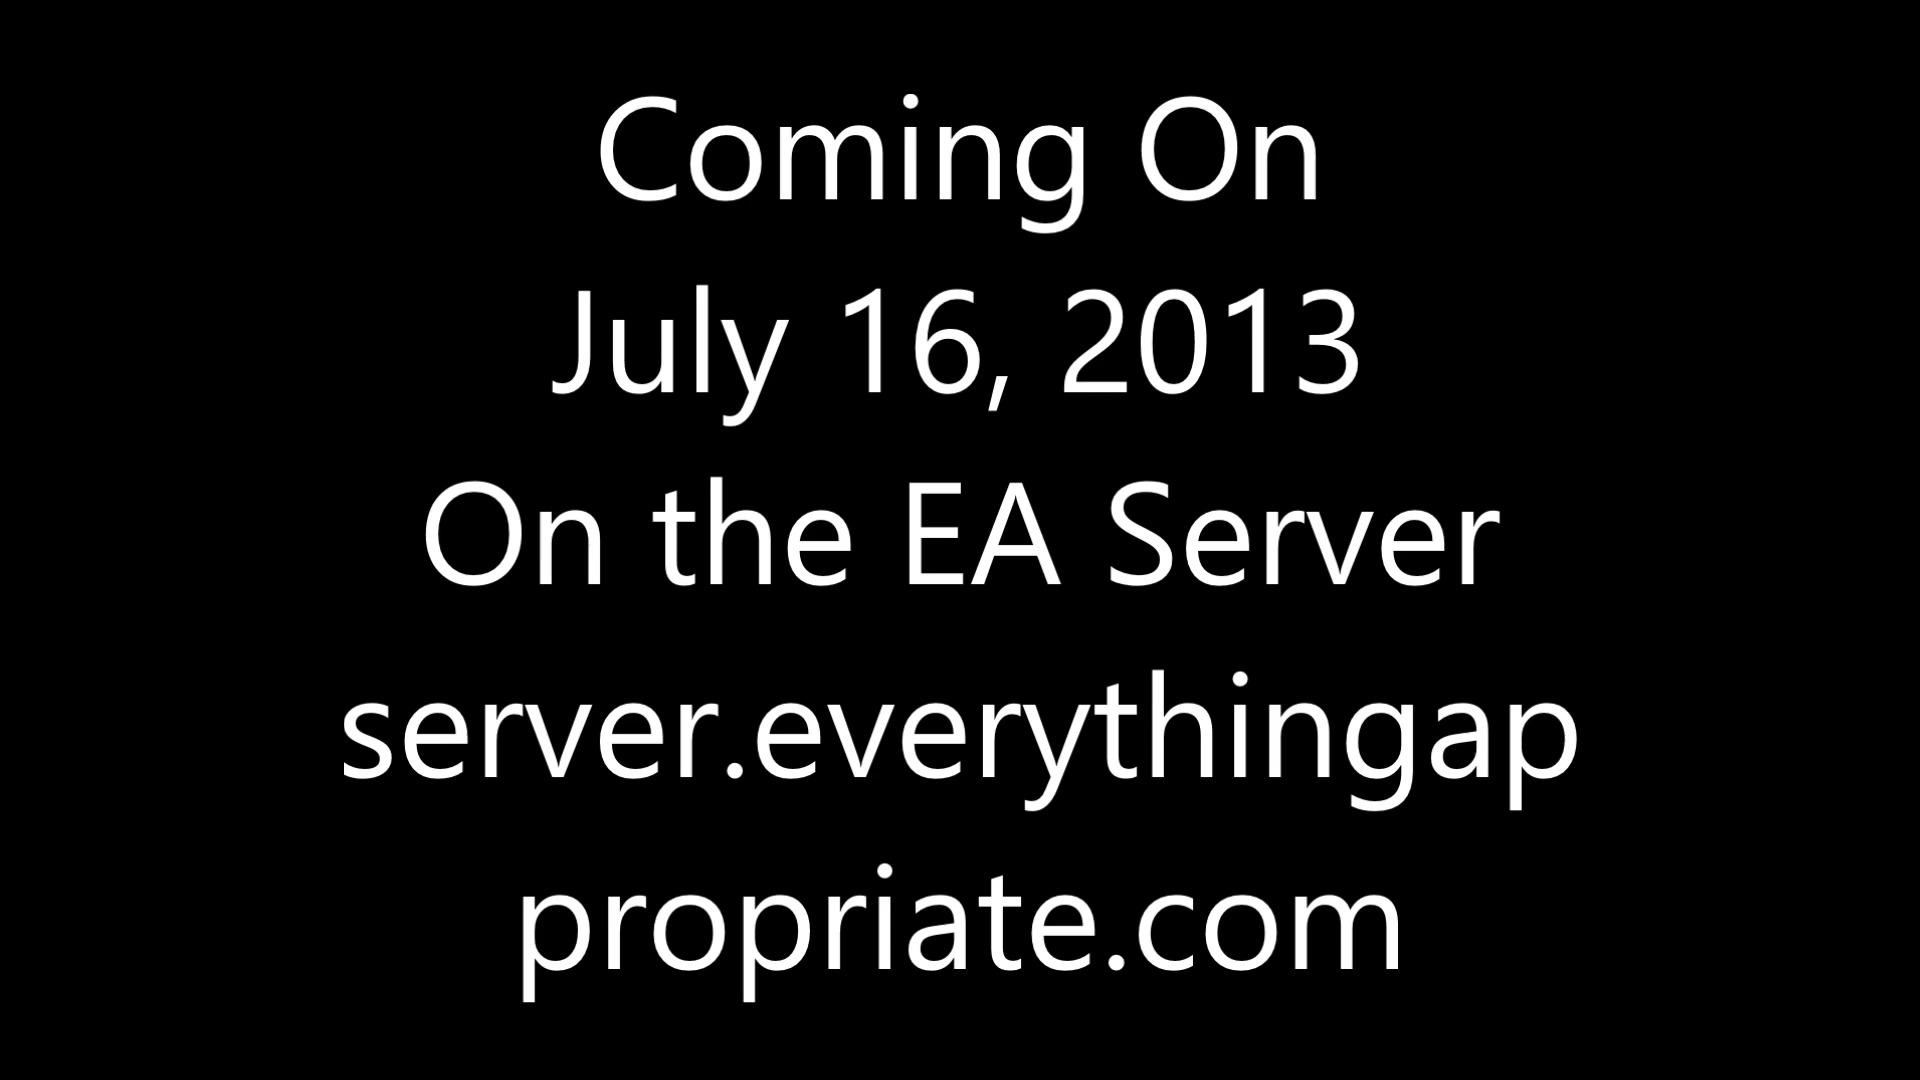 Coming On
July 16, 2013
On the EA Server
server.everythingap
propriate.com